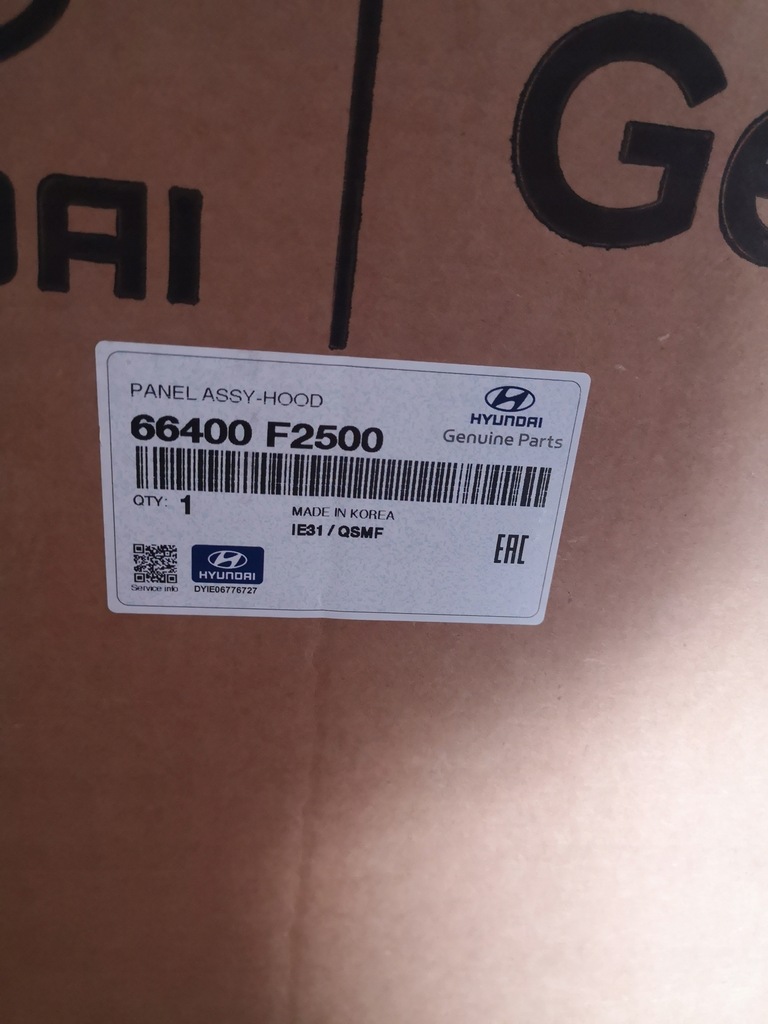 DAI
Ge
PANEL ASSY-HOOD
66400 F2500
HYUNDAI
Genuine Parts
QTY: 1
MADE IN KOREA
IE31 / QSMF
EAC
Service info
HYUNDAI
DYIE06776727